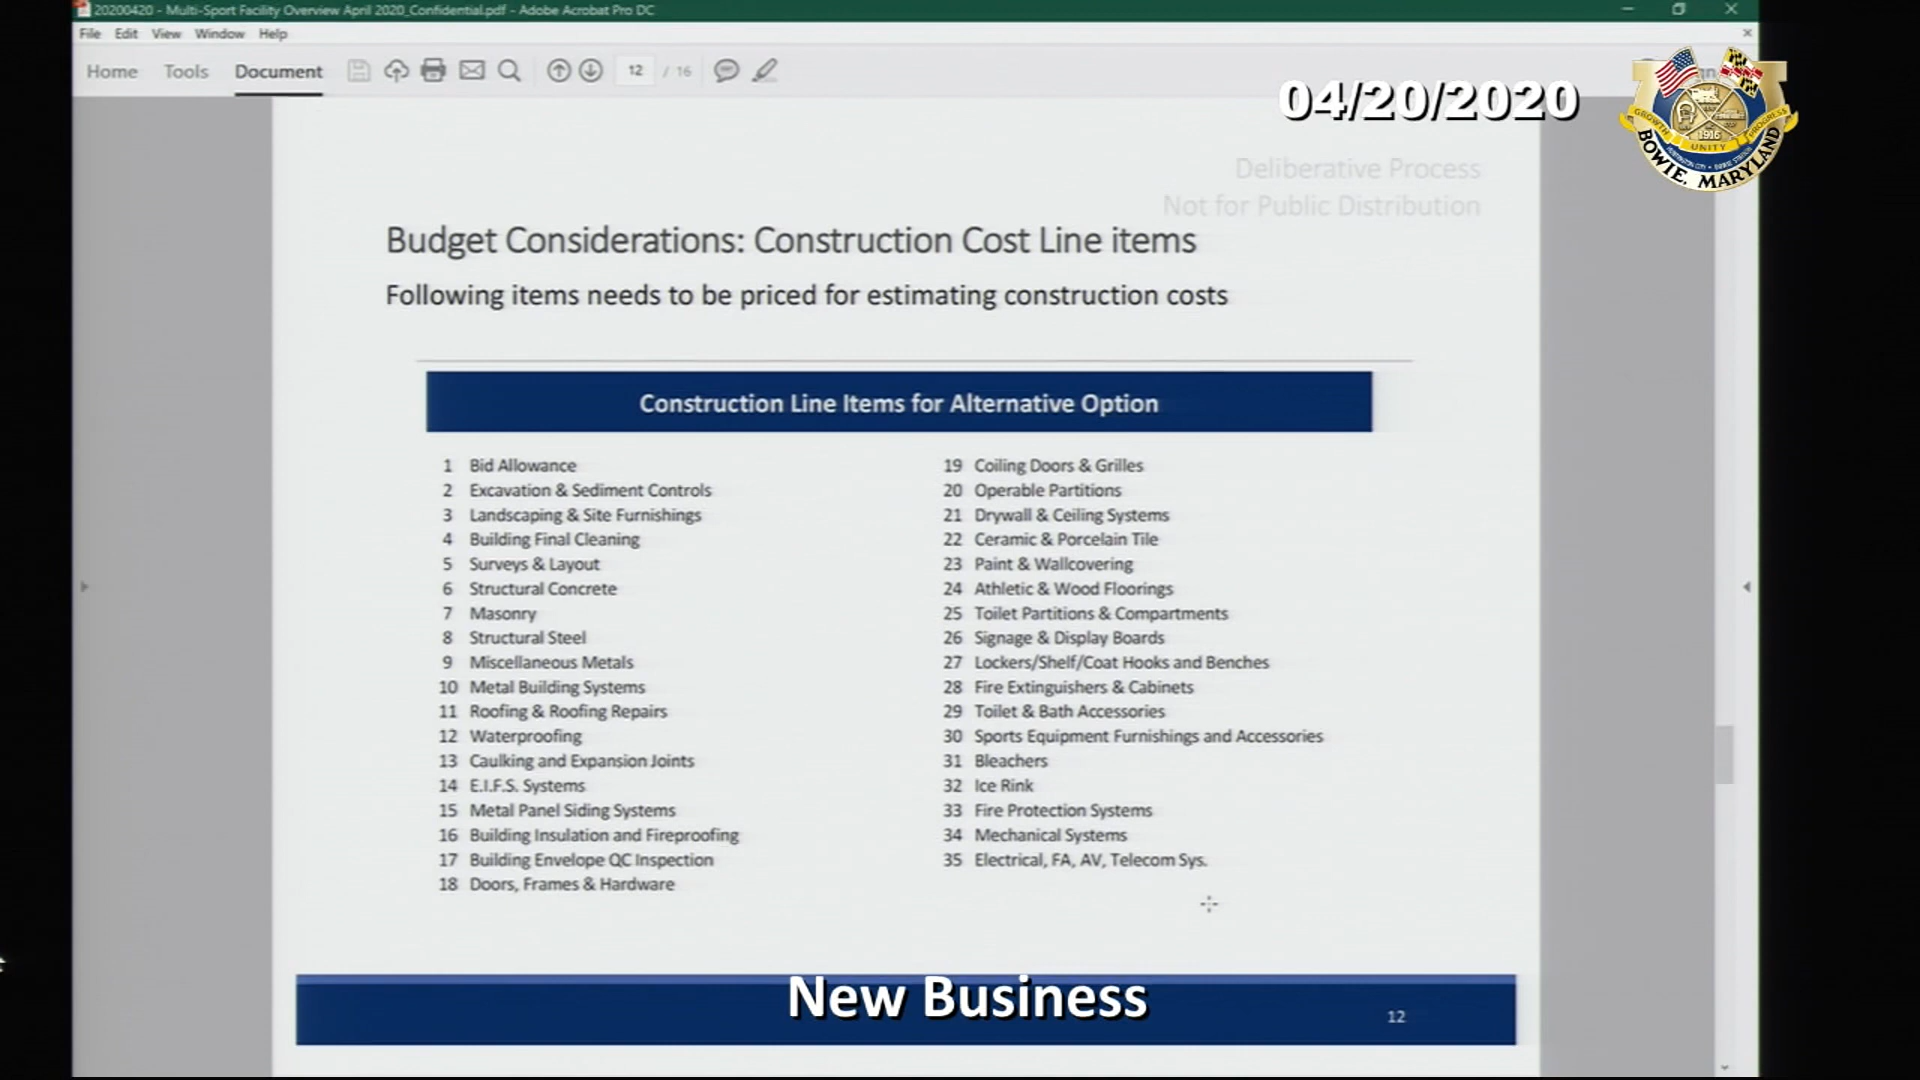 20200420 - Multi-Sport Facility Overview April 2020_Confidential.pdf - Adobe Acrobat Pro DC
File Edit View Window Help
Home Tools Document 12 / 16
04/20/2020
GROWTH PROGRESS
1916
UNITY
BOWIE, MARYLAND
Deliberative Process
Not for Public Distribution
Budget Considerations: Construction Cost Line items
Following items needs to be priced for estimating construction costs
Construction Line Items for Alternative Option
1 Bid Allowance
2 Excavation & Sediment Controls
3 Landscaping & Site Furnishings
4 Building Final Cleaning
5 Surveys & Layout
6 Structural Concrete
7 Masonry
8 Structural Steel
9 Miscellaneous Metals
10 Metal Building Systems
11 Roofing & Roofing Repairs
12 Waterproofing
13 Caulking and Expansion Joints
14 E.I.F.S. Systems
15 Metal Panel Siding Systems
16 Building Insulation and Fireproofing
17 Building Envelope QC Inspection
18 Doors, Frames & Hardware
19 Coiling Doors & Grilles
20 Operable Partitions
21 Drywall & Ceiling Systems
22 Ceramic & Porcelain Tile
23 Paint & Wallcovering
24 Athletic & Wood Floorings
25 Toilet Partitions & Compartments
26 Signage & Display Boards
27 Lockers/Shelf/Coat Hooks and Benches
28 Fire Extinguishers & Cabinets
29 Toilet & Bath Accessories
30 Sports Equipment Furnishings and Accessories
31 Bleachers
32 Ice Rink
33 Fire Protection Systems
34 Mechanical Systems
35 Electrical, FA, AV, Telecom Sys.
New Business
12